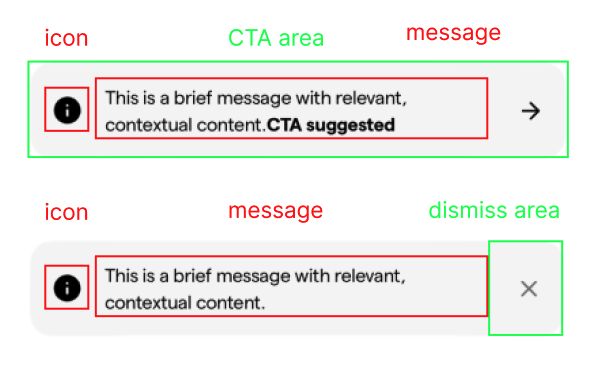 icon
CTA area
message
This is a brief message with relevant,
contextual content.CTA suggested
icon
message
dismiss area
This is a brief message with relevant,
contextual content.